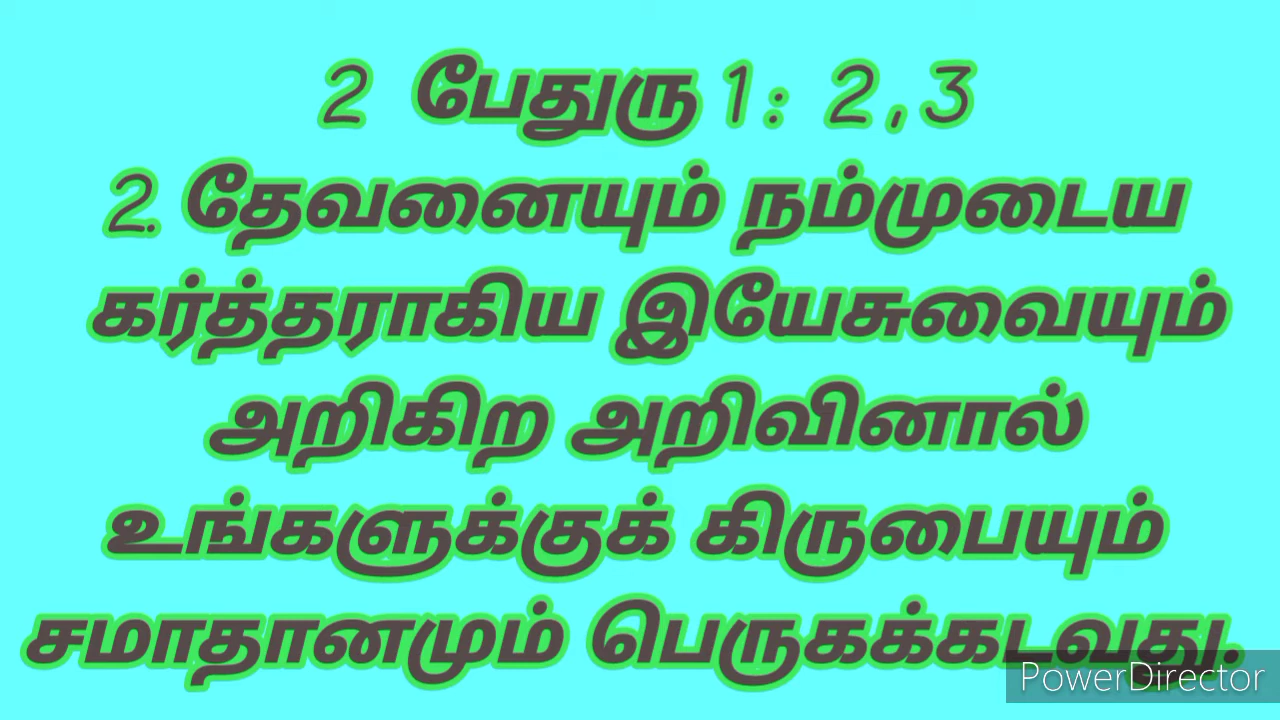 2 பேதுரு 1 : 2 , 3
2. தேவனையும் நம்முடைய
கர்த்தராகிய இயேசுவையும்
அறிகிற அறிவினால்
உங்களுக்குக் கிருபையும்
சமாதானமும் பெருகக்கடவது.
PowerDirector